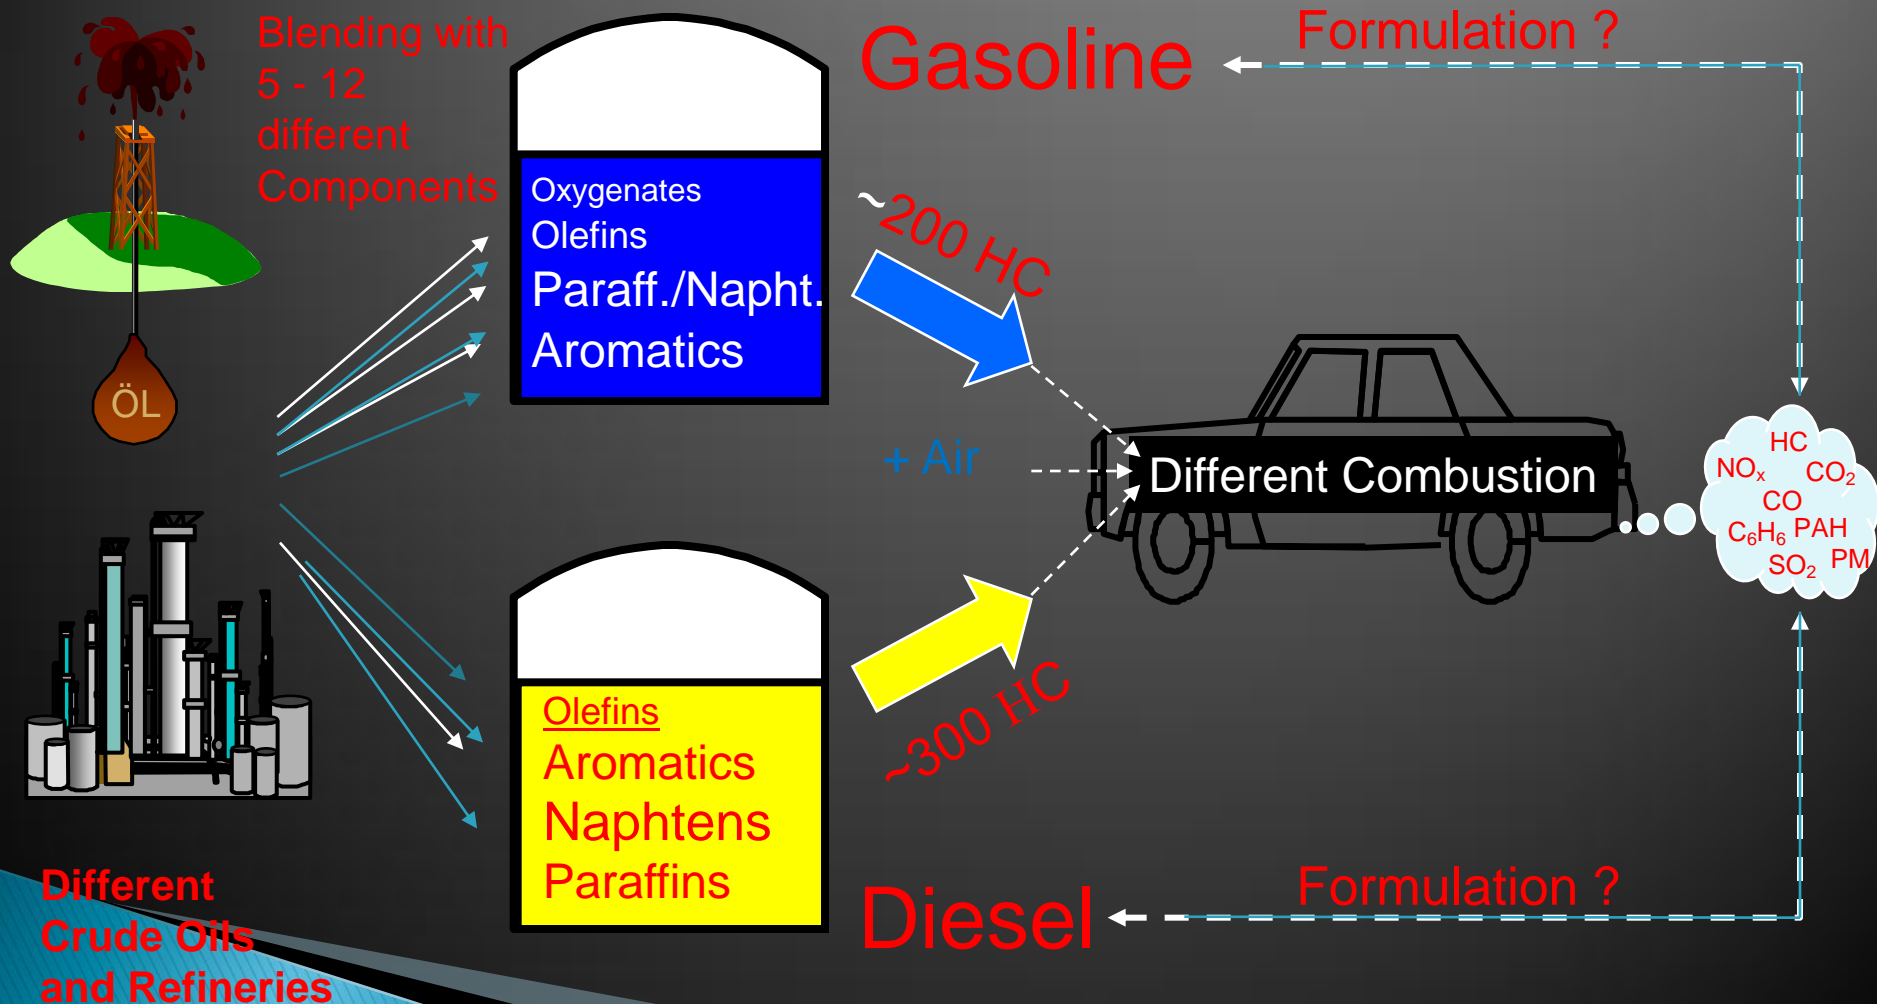 Blending with
5 - 12
different
Components
Gasoline
Formulation ?
Oxygenates
Olefins
Paraff./Napht.
Aromatics
~200 HC
ÖL
+ Air
Different Combustion
HC
NOₓ CO₂
CO
C₆H₆ PAH
SO₂ PM
Olefins
Aromatics
Naphtens
Paraffins
~300 HC
Diesel
Formulation ?
Different
Crude Oils
and Refineries